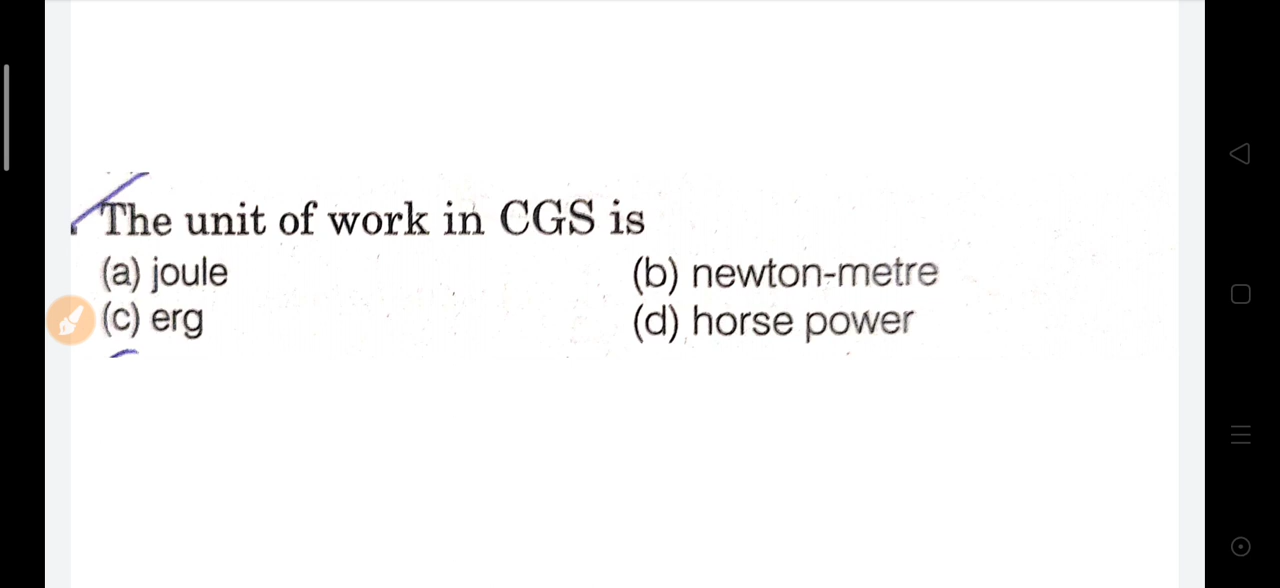 The unit of work in CGS is
(a) joule (b) newton-metre
(c) erg (d) horse power